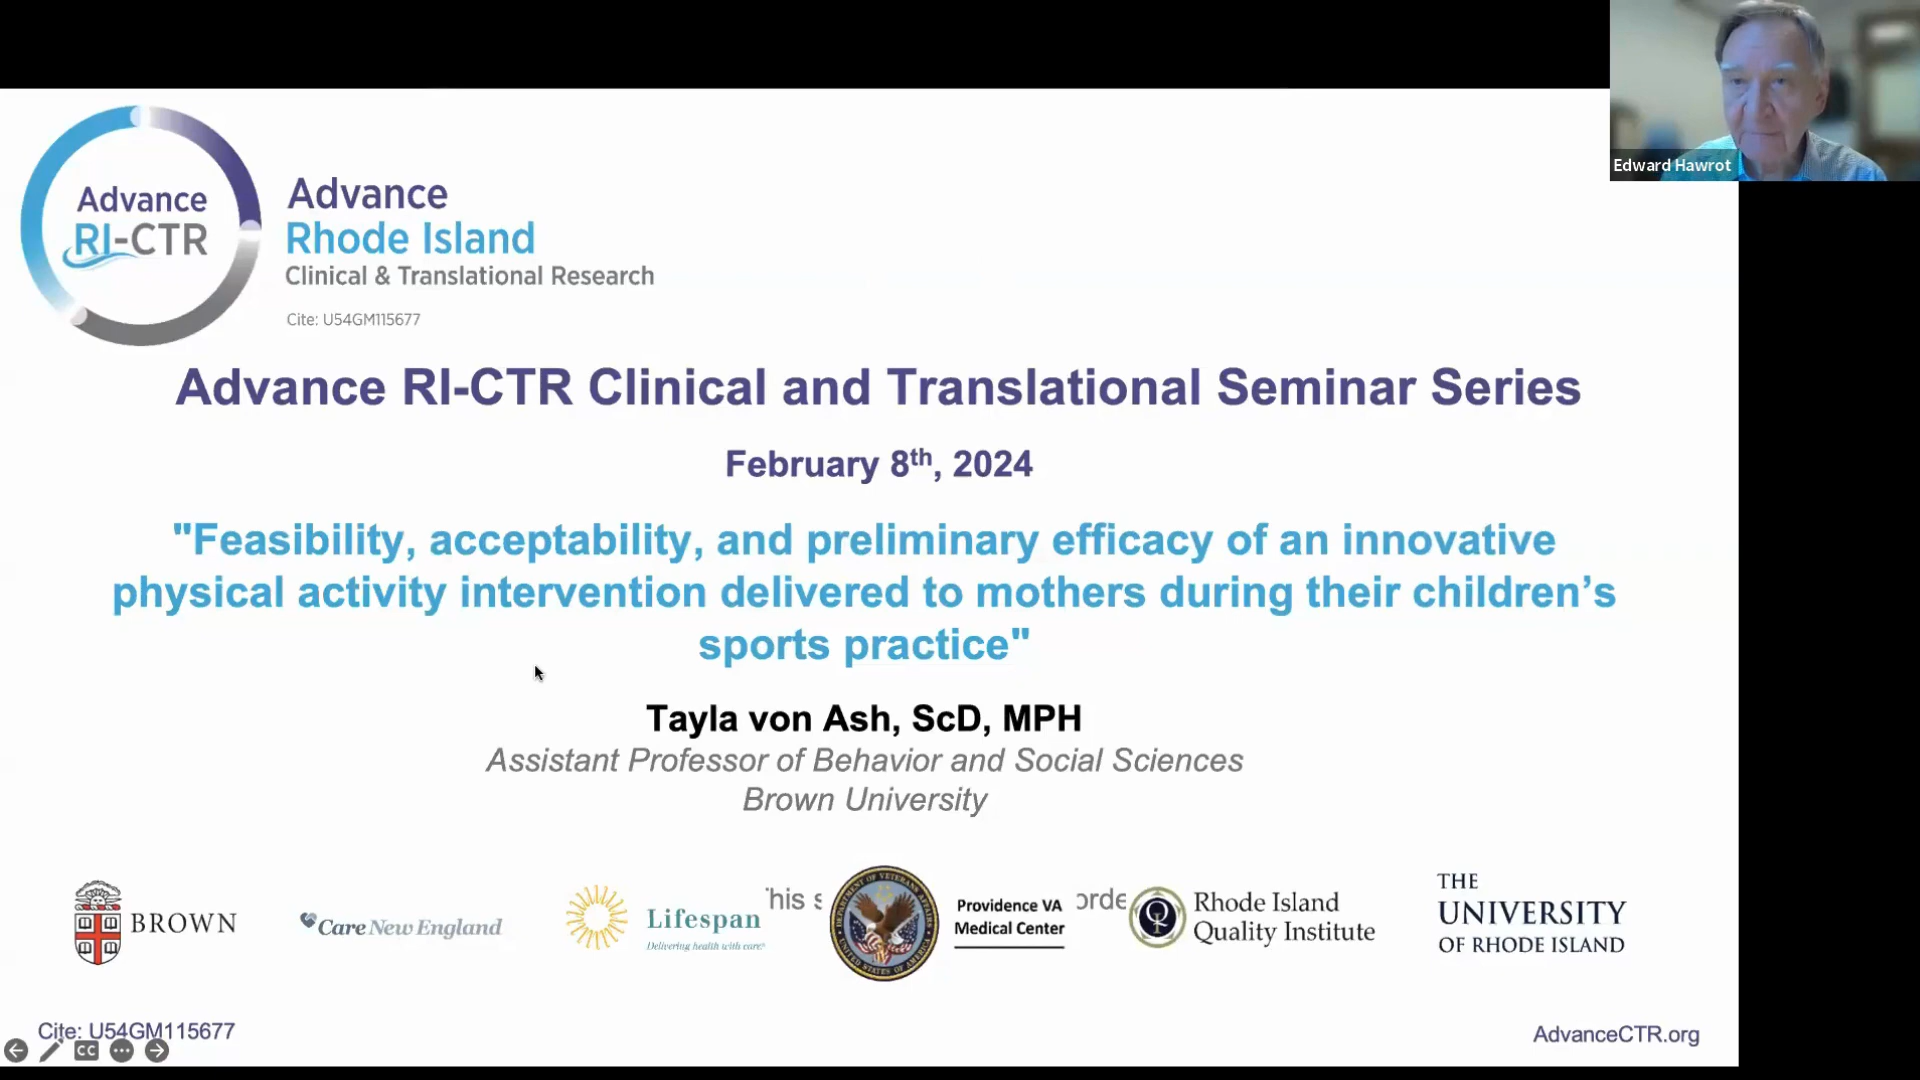 Edward Hawrot
Advance
RI-CTR
Advance
Rhode Island
Clinical & Translational Research
Cite: U54GM115677
Advance RI-CTR Clinical and Translational Seminar Series
February 8th, 2024
"Feasibility, acceptability, and preliminary efficacy of an innovative
physical activity intervention delivered to mothers during their children’s
sports practice"
Tayla von Ash, ScD, MPH
Assistant Professor of Behavior and Social Sciences
Brown University
BROWN
Care New England
Lifespan
Delivering health with care®
Providence VA
Medical Center
Rhode Island
Quality Institute
THE
UNIVERSITY
OF RHODE ISLAND
Cite: U54GM115677
CC
AdvanceCTR.org